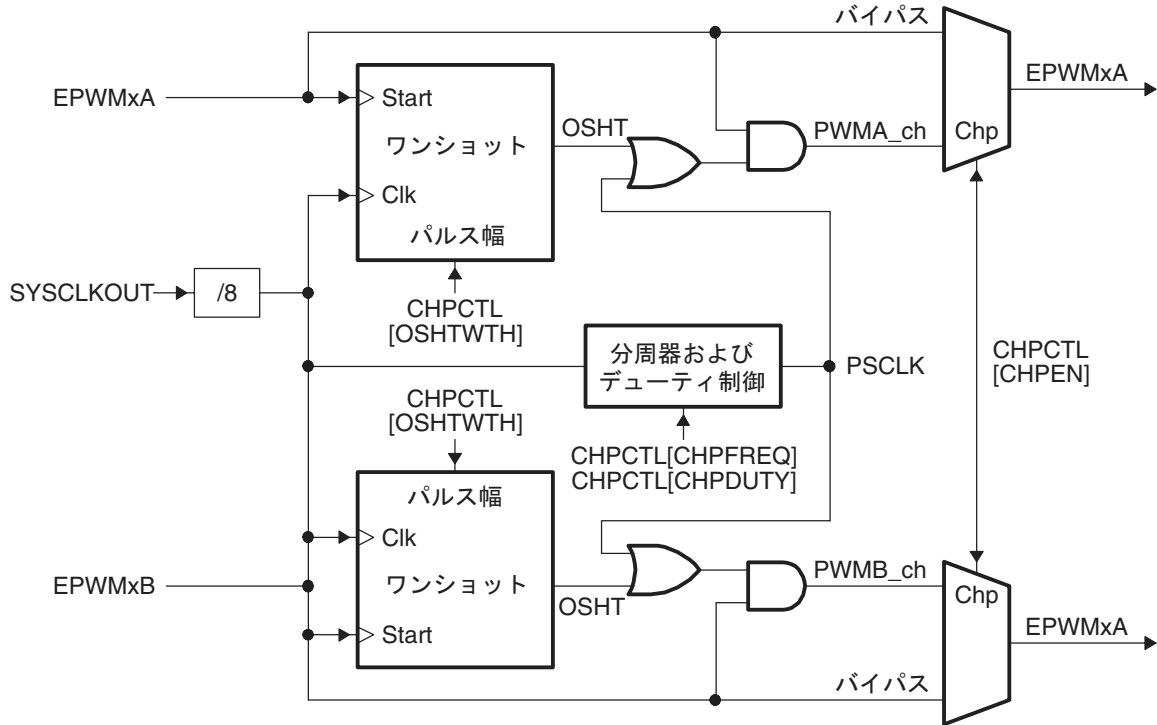 バイパス
EPWMxA
Start
ワンショット
Clk
パルス幅
OSHT
PWMA_ch
Chp
EPWMxA
SYSCLKOUT
/8
CHPCTL
[OSHTWTH]
分周器および
デューティ制御
PSCLK
CHPCTL
[CHPEN]
CHPCTL
[OSHTWTH]
CHPCTL[CHPFREQ]
CHPCTL[CHPDUTY]
パルス幅
Clk
ワンショット
Start
EPWMxB
OSHT
PWMB_ch
Chp
EPWMxA
バイパス